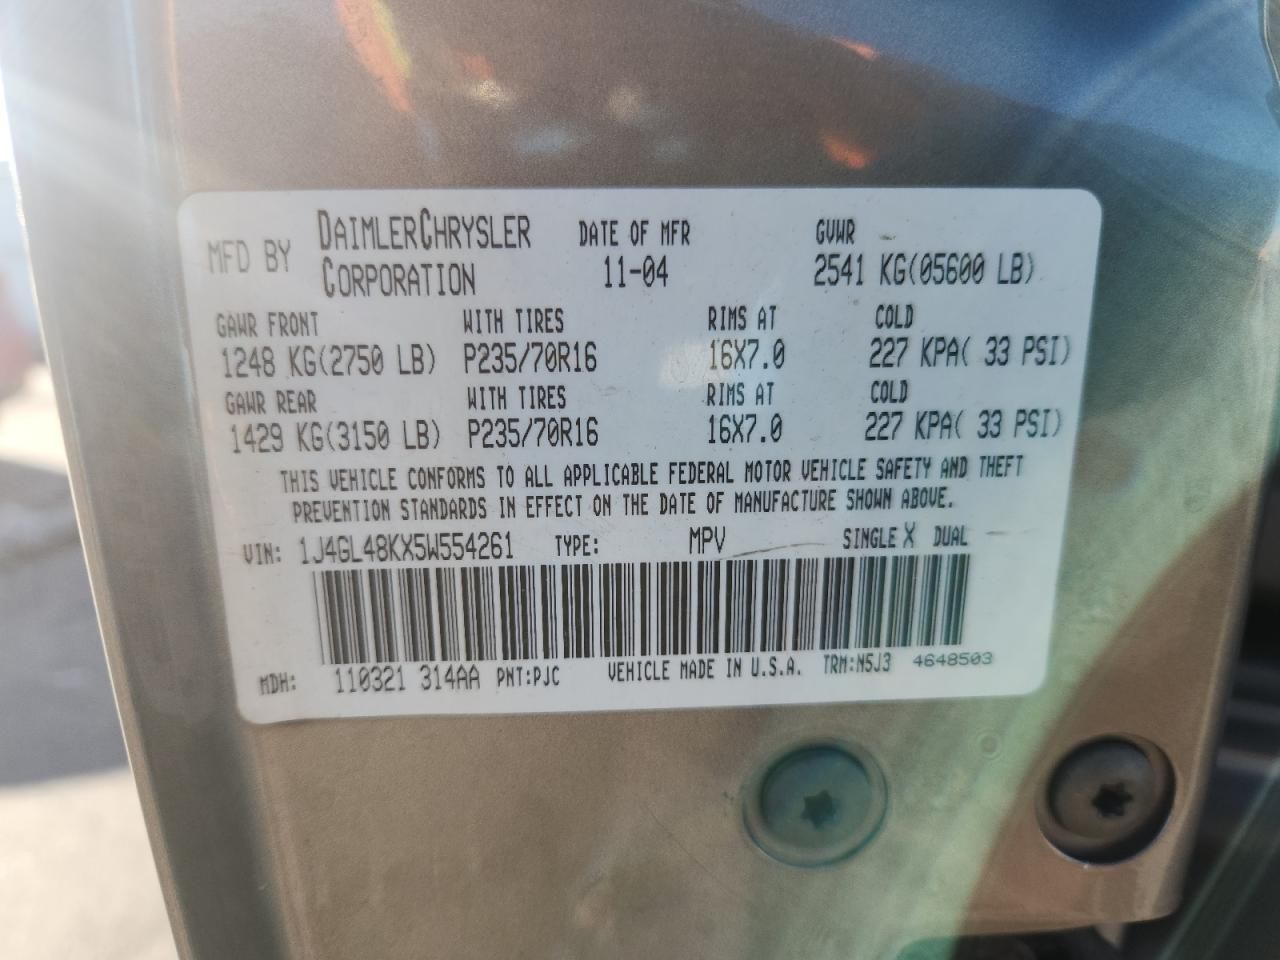 MFD BY DAIMLERCHRYSLER CORPORATION DATE OF MFR 11-04 GVWR 2541 KG(05600 LB)
GAWR FRONT WITH TIRES RIMS AT COLD
1248 KG(2750 LB) P235/70R16 16X7.0 227 KPA( 33 PSI)
GAWR REAR WITH TIRES RIMS AT COLD
1429 KG(3150 LB) P235/70R16 16X7.0 227 KPA( 33 PSI)
THIS VEHICLE CONFORMS TO ALL APPLICABLE FEDERAL MOTOR VEHICLE SAFETY AND THEFT
PREVENTION STANDARDS IN EFFECT ON THE DATE OF MANUFACTURE SHOWN ABOVE.
VIN: 1J4GL48KX5W554261 TYPE: MPV SINGLE X DUAL
MDH: 110321 314AA PNT:PJC VEHICLE MADE IN U.S.A. TRM:N5J3 4648503